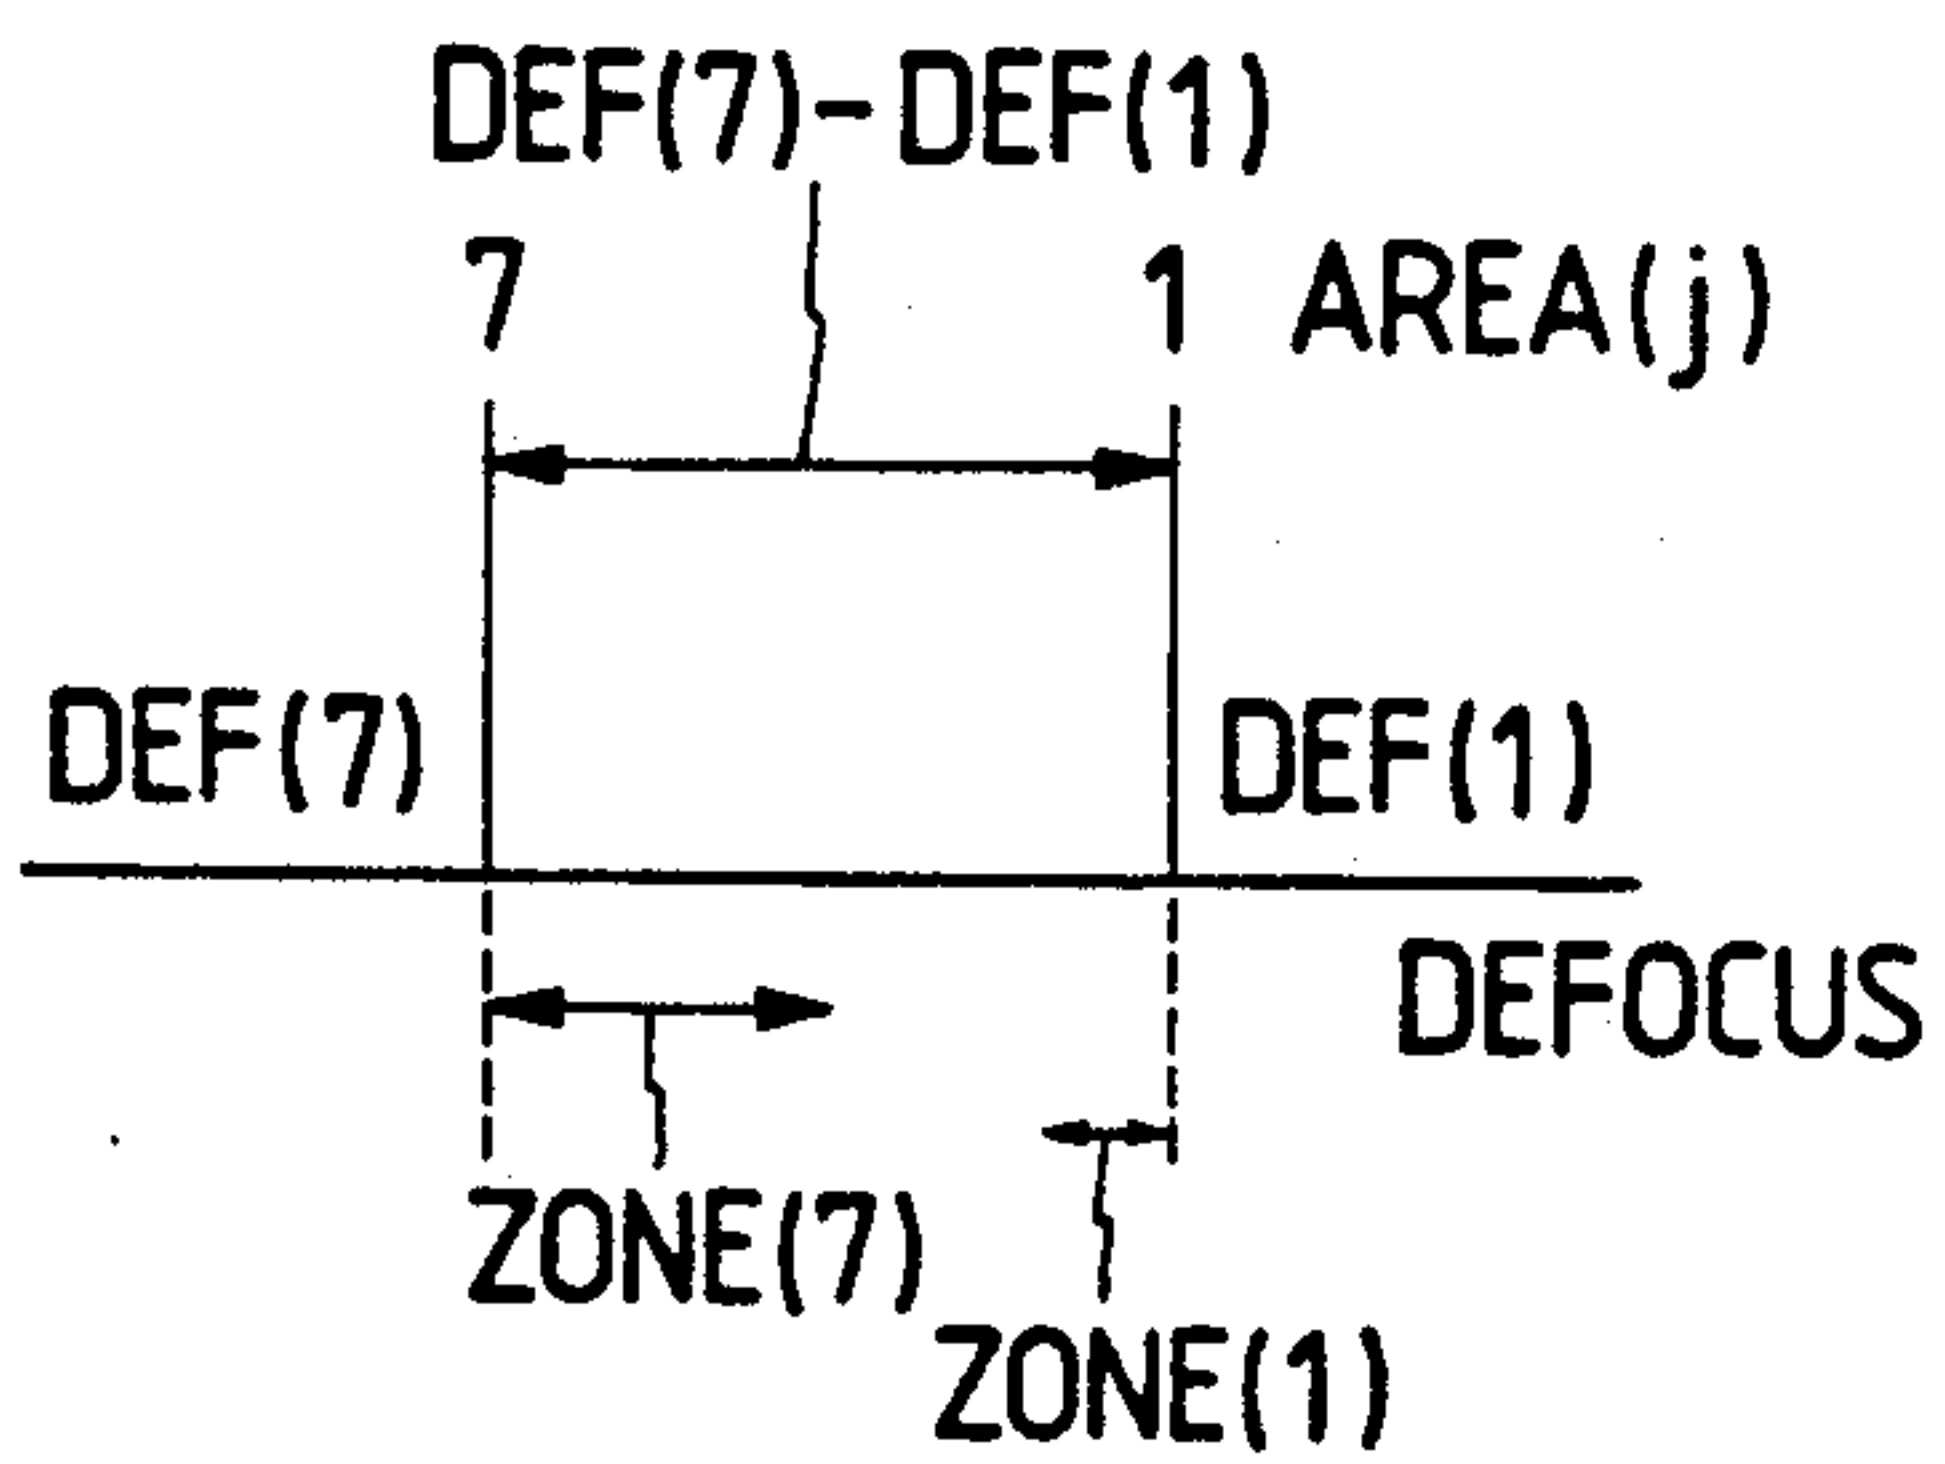 DEF(7)-DEF(1)
7 1 AREA(j)
DEF(7) DEF(1)
DEFOCUS
ZONE(7)
ZONE(1)